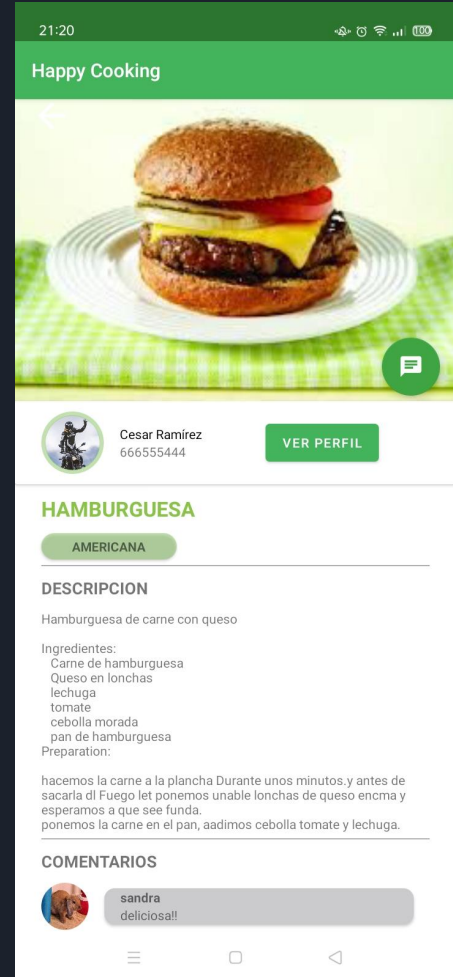 21:20
100
Happy Cooking
Cesar Ramírez
666555444
VER PERFIL
HAMBURGUESA
AMERICANA
DESCRIPCION
Hamburguesa de carne con queso
Ingredientes:
Carne de hamburguesa
Queso en lonchas
lechuga
tomate
cebolla morada
pan de hamburguesa
Preparation:
hacemos la carne a la plancha Durante unos minutos.y antes de
sacarla dl Fuego let ponemos unable lonchas de queso encma y
esperamos a que see funda.
ponemos la carne en el pan, aadimos cebolla tomate y lechuga.
COMENTARIOS
sandra
deliciosa!!